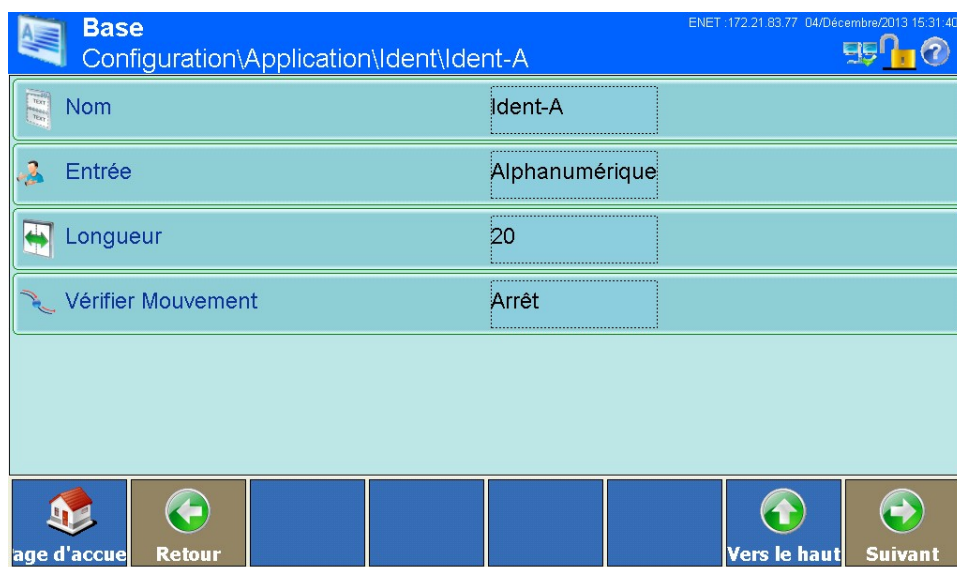 Base
ENET :172.21.83.77 04/Décembre/2013 15:31:40
Configuration\Application\Ident\Ident-A
Nom
Ident-A
Entrée
Alphanumérique
Longueur
20
Vérifier Mouvement
Arrêt
age d'accue
Retour
Vers le haut
Suivant